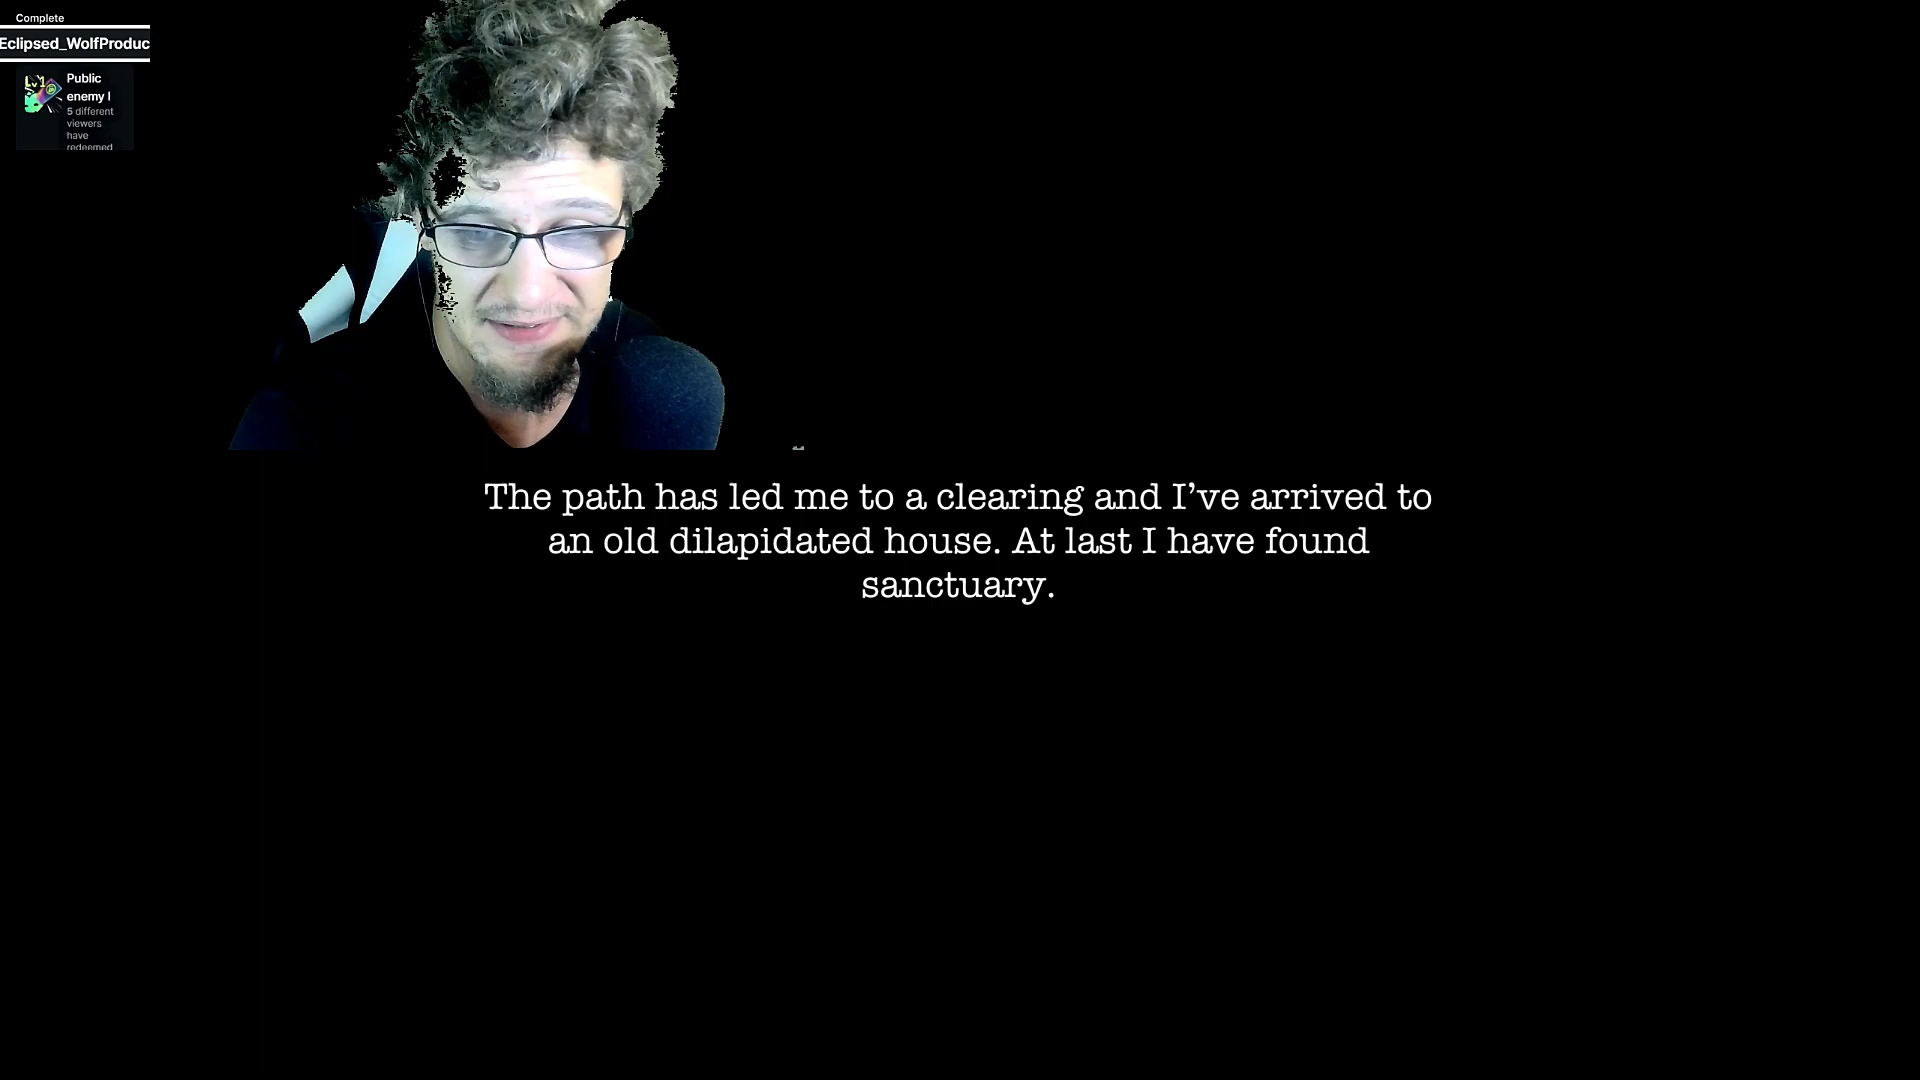 Complete
Eclipsed_WolfProduc
Public
enemy I
5 different
viewers
have
redeemed
The path has led me to a clearing and I've arrived to
an old dilapidated house. At last I have found
sanctuary.